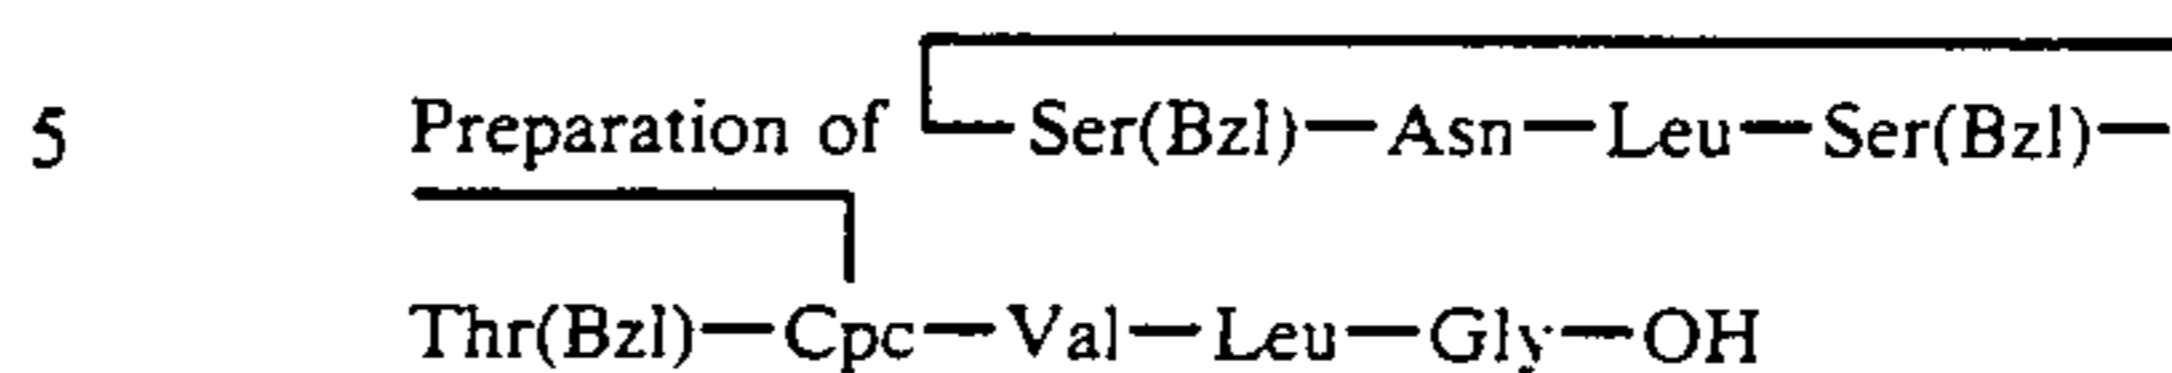 5 Preparation of Ser(Bzl)—Asn—Leu—Ser(Bzl)—
Thr(Bzl)—Cpc—Val—Leu—Gly—OH